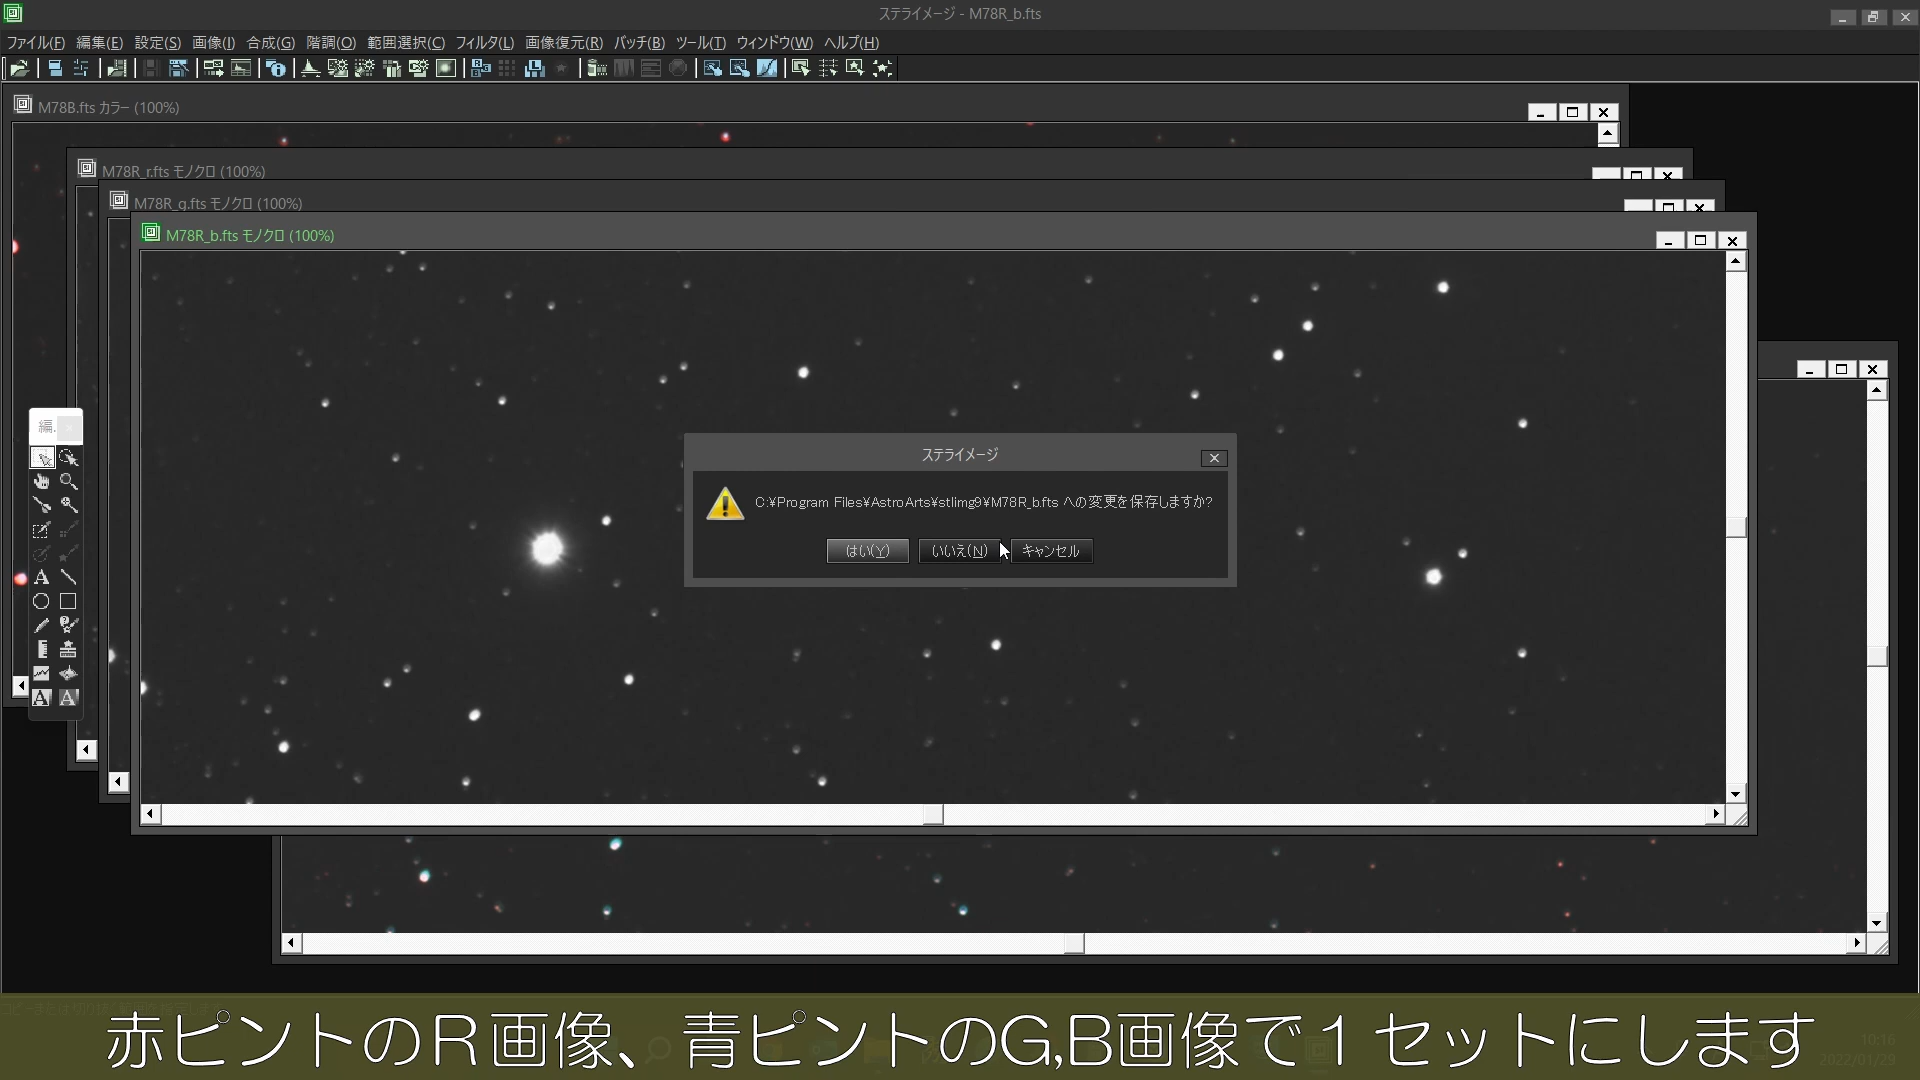 ステライメージ - M78R_b.fts
ファイル(F) 編集(E) 設定(S) 画像(I) 合成(G) 階調(O) 範囲選択(C) フィルタ(L) 画像復元(R) バッチ(B) ツール(T) ウィンドウ(W) ヘルプ(H)
M78B.fts カラー (100%)
M78R_r.fts モノクロ (100%)
M78R_g.fts モノクロ (100%)
M78R_b.fts モノクロ (100%)
編.
ステライメージ
C:¥Program Files¥AstroArts¥stlimg9¥M78R_b.fts への変更を保存しますか?
はい(Y) いいえ(N) キャンセル
赤ピントのR画像、青ピントのG,B画像で1セットにします
10:16
2022/01/29